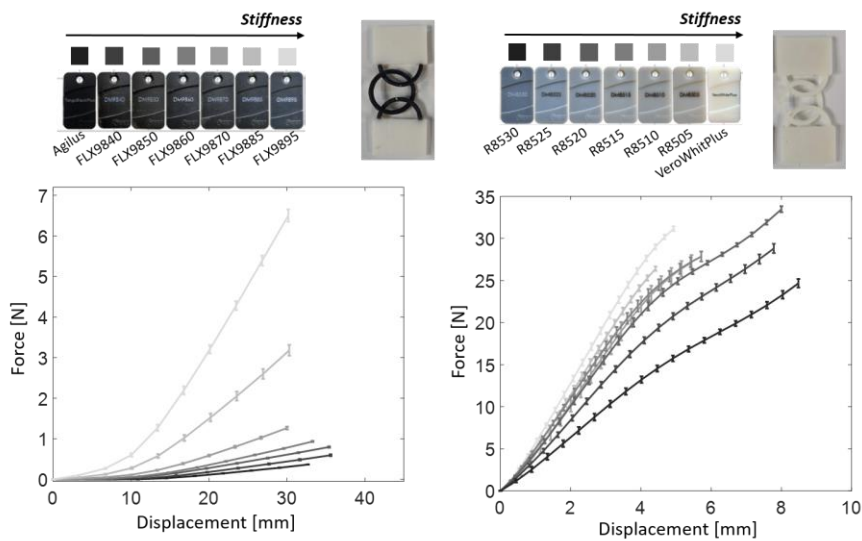 Stiffness
Agilus
FLX9840
FLX9850
FLX9860
FLX9870
FLX9885
FLX9895
Force [N]
7
6
5
4
3
2
1
0
0 10 20 30 40
Displacement [mm]
Stiffness
R8530
R8525
R8520
R8515
R8510
R8505
VeroWhitPlus
Force [N]
35
30
25
20
15
10
5
0
0 2 4 6 8 10
Displacement [mm]